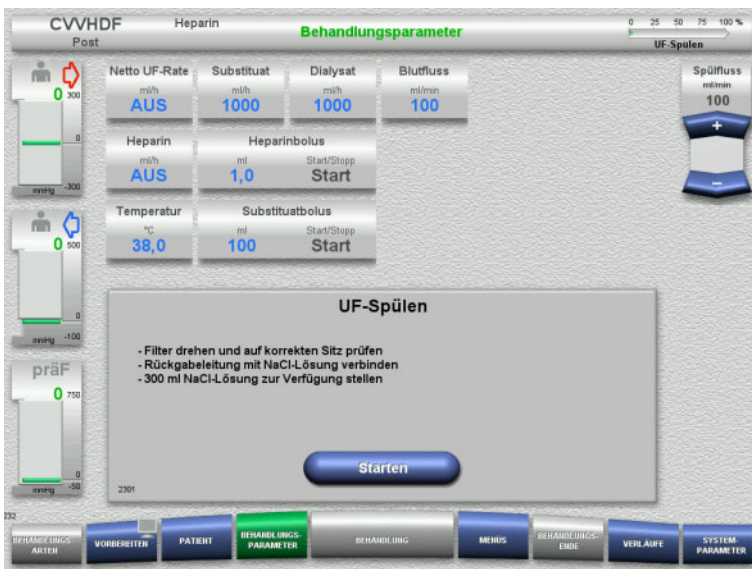 CVVHDF
Heparin
Post
Behandlungsparameter
0 25 50 75 100 %
UF-Spülen
0 300
0
mmHg -300
0 500
0
mmHg -100
präF
0 750
0
mmHg -50
Netto UF-Rate Substituat Dialysat Blutfluss
ml/h ml/h ml/h ml/min
AUS 1000 1000 100
Heparin Heparinbolus
ml/h ml Start/Stopp
AUS 1,0 Start
Temperatur Substituatbolus
°C ml Start/Stopp
38,0 100 Start
Spülfluss
ml/min
100
+
−
UF-Spülen
- Filter drehen und auf korrekten Sitz prüfen
- Rückgabeleitung mit NaCl-Lösung verbinden
- 300 ml NaCl-Lösung zur Verfügung stellen
Starten
2301
232
BEHANDLUNGS-
ARTEN
VORBEREITEN
PATIENT
BEHANDLUNGS-
PARAMETER
BEHANDLUNG
MENÜS
BEHANDLUNGS-
ENDE
VERLÄUFE
SYSTEM-
PARAMETER